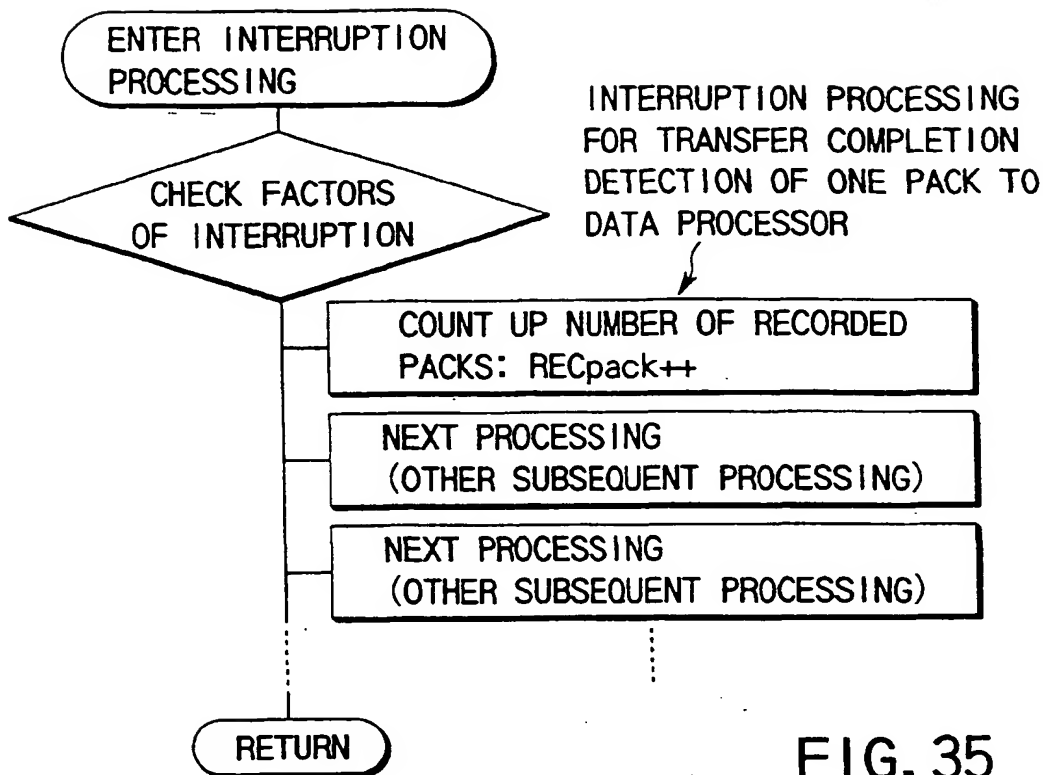 ENTER INTERRUPTION
PROCESSING
CHECK FACTORS
OF INTERRUPTION
INTERRUPTION PROCESSING
FOR TRANSFER COMPLETION
DETECTION OF ONE PACK TO
DATA PROCESSOR
COUNT UP NUMBER OF RECORDED
PACKS: RECpack++
NEXT PROCESSING
(OTHER SUBSEQUENT PROCESSING)
NEXT PROCESSING
(OTHER SUBSEQUENT PROCESSING)
RETURN
FIG. 35